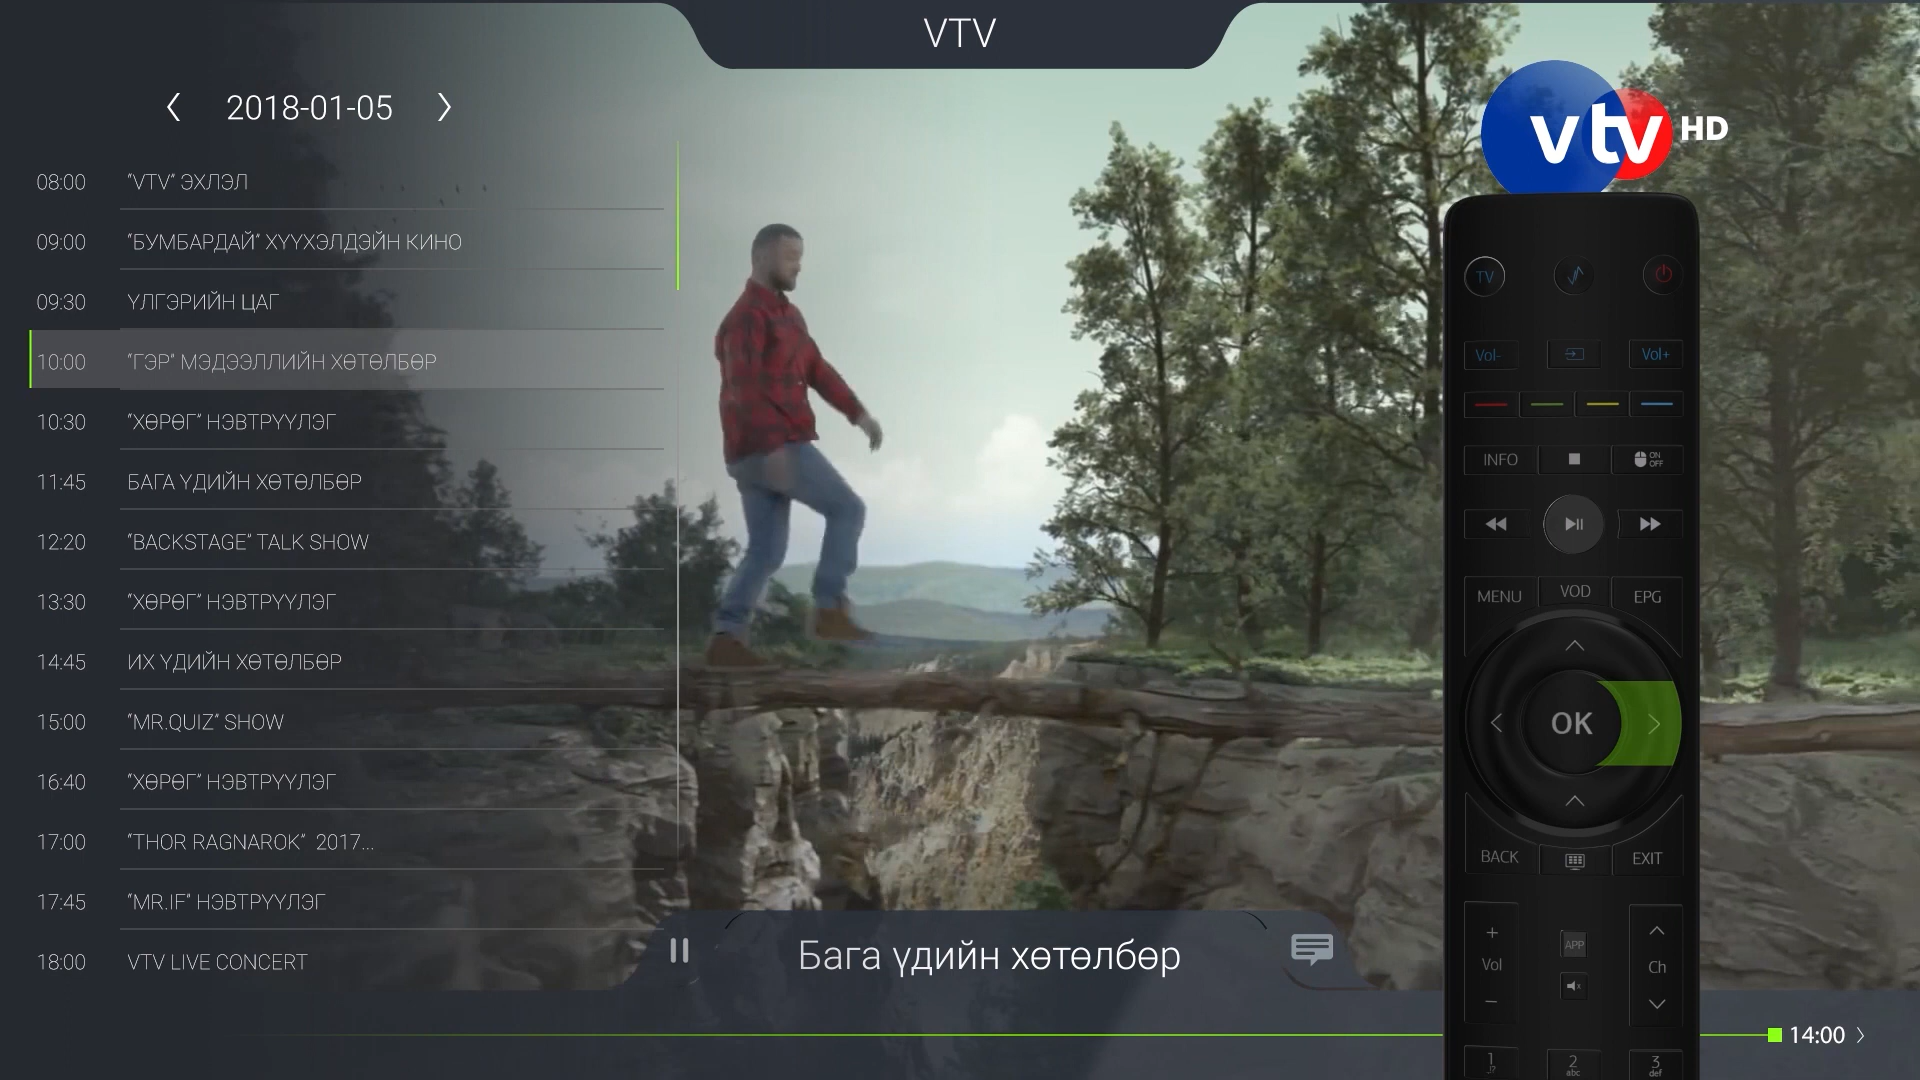 VTV
2018-01-05
08:00 “VTV” ЭХЛЭЛ
09:00 “БУМБАРДАЙ” ХҮҮХЭЛДЭЙН КИНО
09:30 ҮЛГЭРИЙН ЦАГ
10:00 “ГЭР” МЭДЭЭЛЛИЙН ХӨТӨЛБӨР
10:30 “ХӨРӨГ” НЭВТРҮҮЛЭГ
11:45 БАГА ҮДИЙН ХӨТӨЛБӨР
12:20 “BACKSTAGE” TALK SHOW
13:30 “ХӨРӨГ” НЭВТРҮҮЛЭГ
14:45 ИХ ҮДИЙН ХӨТӨЛБӨР
15:00 “MR.QUIZ” SHOW
16:40 “ХӨРӨГ” НЭВТРҮҮЛЭГ
17:00 “THOR RAGNAROK” 2017...
17:45 “MR.IF” НЭВТРҮҮЛЭГ
18:00 VTV LIVE CONCERT
Бага үдийн хөтөлбөр
14:00
vtv HD
TV
Vol- Vol+
INFO ON OFF
MENU VOD EPG
OK
BACK EXIT
+ APP
Vol Ch
−
1 2 3
abc def